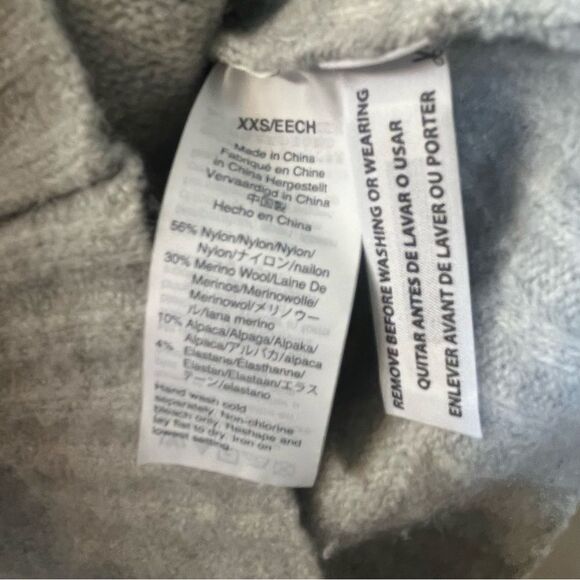 XXS/EECH
Made in China
Fabriqué en Chine
in China Hergestellt
Vervaardigd in China
中国製
Hecho en China
56% Nylon/Nylon/Nylon/
Nylon/ナイロン/nailon
30% Merino Wool/Laine De
Merinos/Merinowolle/
Merinowol/メリノウー
ル/lana merino
10% Alpaca/Alpaga/Alpaka/
Alpaca/アルパカ/alpaca
4% Elastane/Élasthanne/
Elastan/Elastaan/エラス
テーン/elastano
Hand wash cold
separately. Non-chlorine
bleach only. Reshape and
lay flat to dry. Iron on
lowest setting.
REMOVE BEFORE WASHING OR WEARING
QUITAR ANTES DE LAVAR O USAR
ENLEVER AVANT DE LAVER OU PORTER